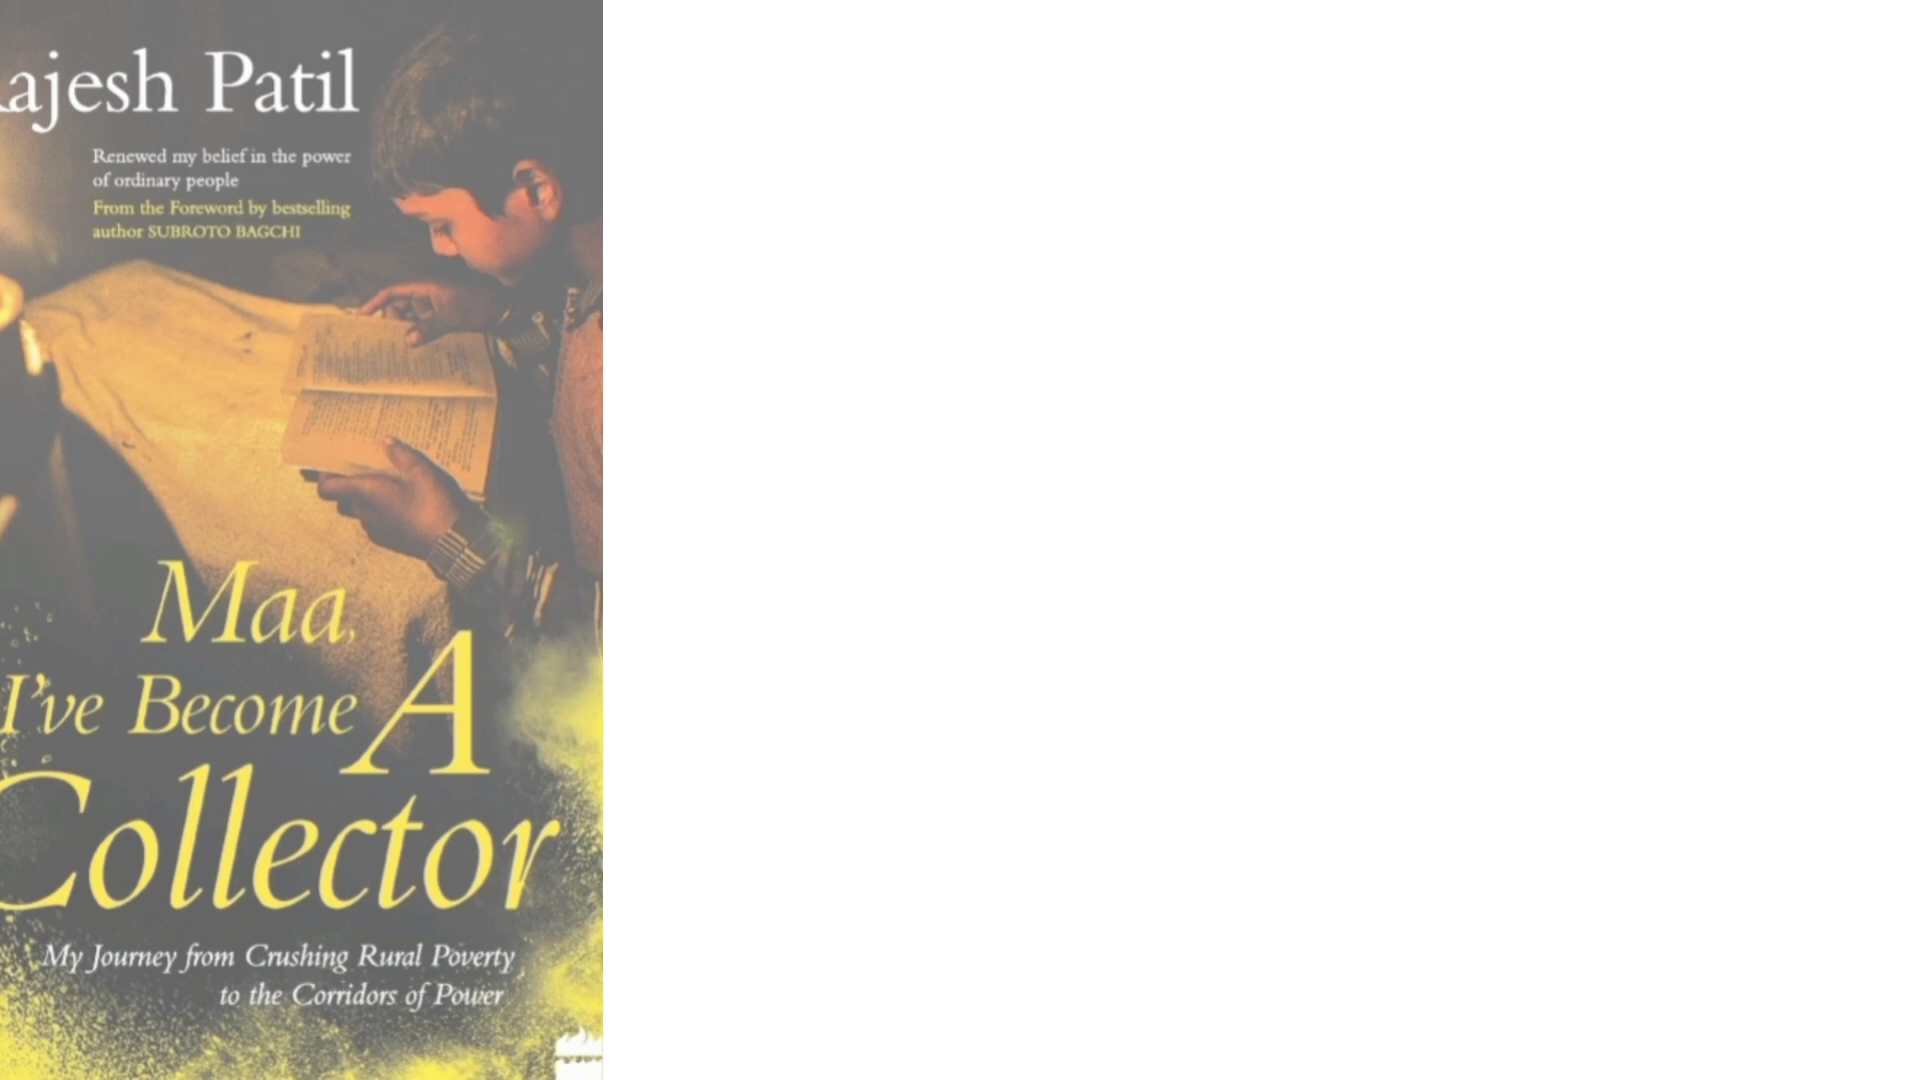 ajesh Patil
Renewed my belief in the power
of ordinary people
From the Foreword by bestselling
author SUBROTO BAGCHI
Maa,
I've Become A
Collector
My Journey from Crushing Rural Poverty
to the Corridors of Power